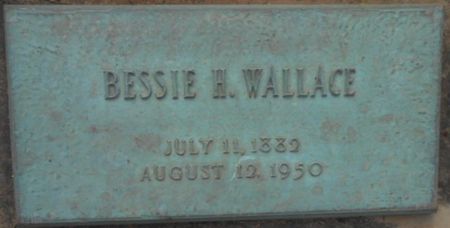 BESSIE H. WALLACE
JULY 11, 1882
AUGUST 12, 1950